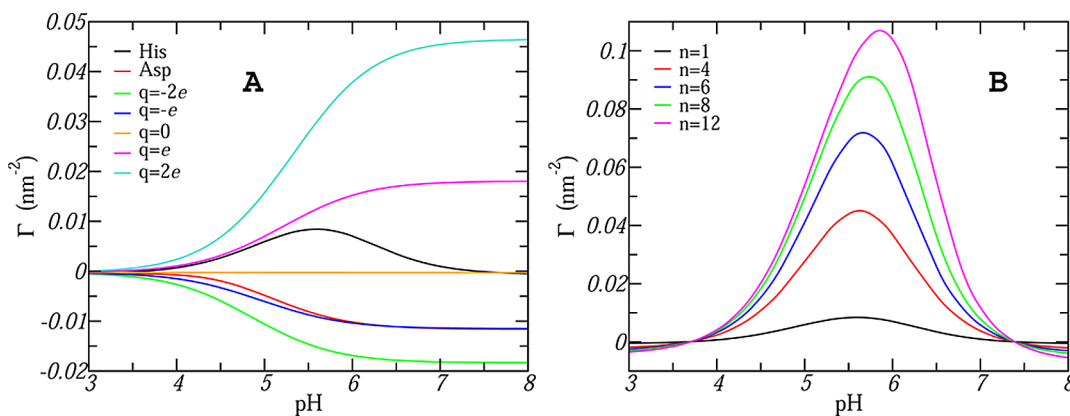 0.05
0.04
0.03
0.02
0.01
0
-0.01
-0.02
Γ (nm-2)
His
Asp
q=-2e
q=-e
q=0
q=e
q=2e
A
3 4 5 6 7 8
pH
0.1
0.08
0.06
0.04
0.02
0
Γ (nm-2)
n=1
n=4
n=6
n=8
n=12
B
3 4 5 6 7 8
pH